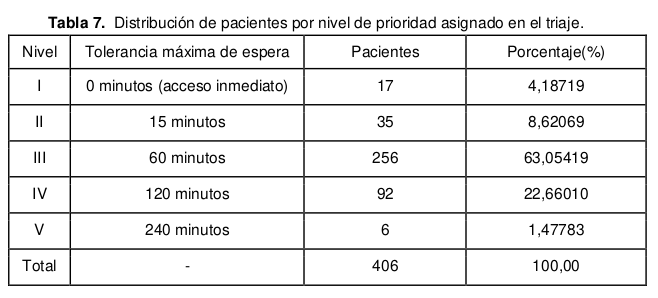 Tabla 7. Distribución de pacientes por nivel de prioridad asignado en el triaje.
Nivel Tolerancia máxima de espera Pacientes Porcentaje(%)
I 0 minutos (acceso inmediato) 17 4,18719
II 15 minutos 35 8,62069
III 60 minutos 256 63,05419
IV 120 minutos 92 22,66010
V 240 minutos 6 1,47783
Total - 406 100,00